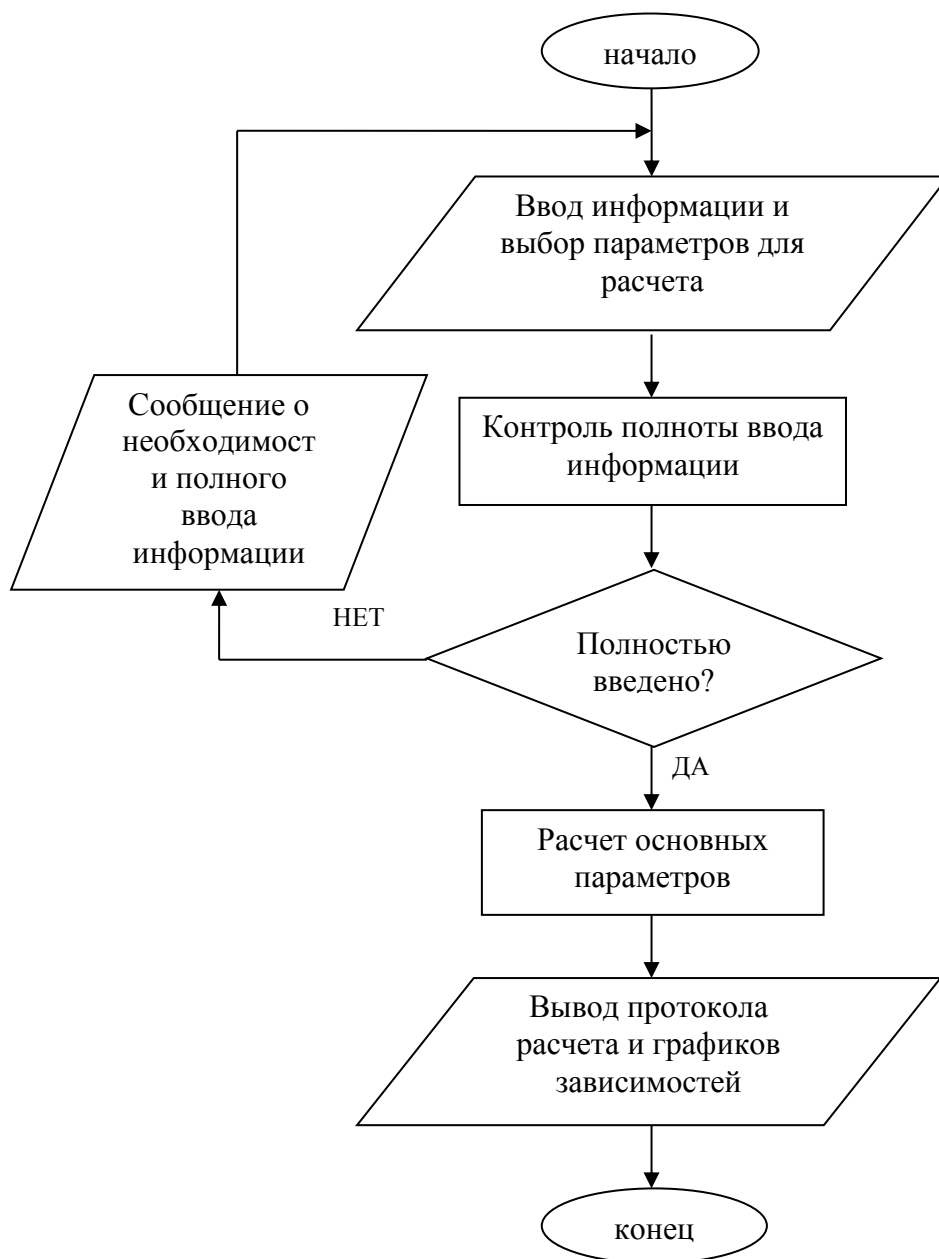 начало
Ввод информации и
выбор параметров для
расчета
Сообщение о
необходимост
и полного
ввода
информации
Контроль полноты ввода
информации
НЕТ
Полностью
введено?
ДА
Расчет основных
параметров
Вывод протокола
расчета и графиков
зависимостей
конец